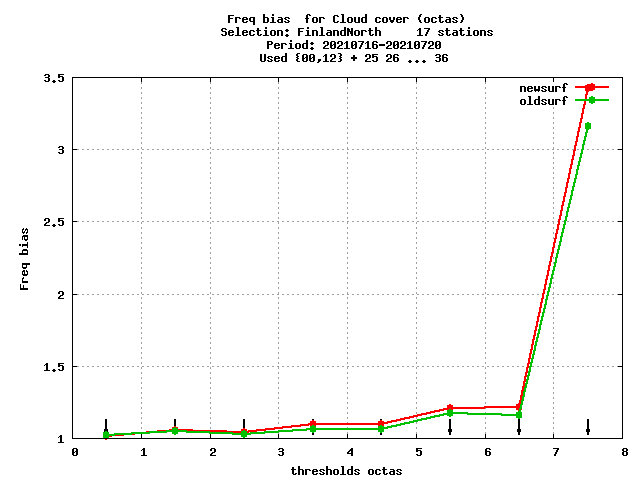 Freq bias  for Cloud cover (octas)
Selection: FinlandNorth     17 stations
Period: 20210716-20210720
Used {00,12} + 25 26 ... 36
newsurf
oldsurf
Freq bias
3.5
3
2.5
2
1.5
1
0 1 2 3 4 5 6 7 8
thresholds octas